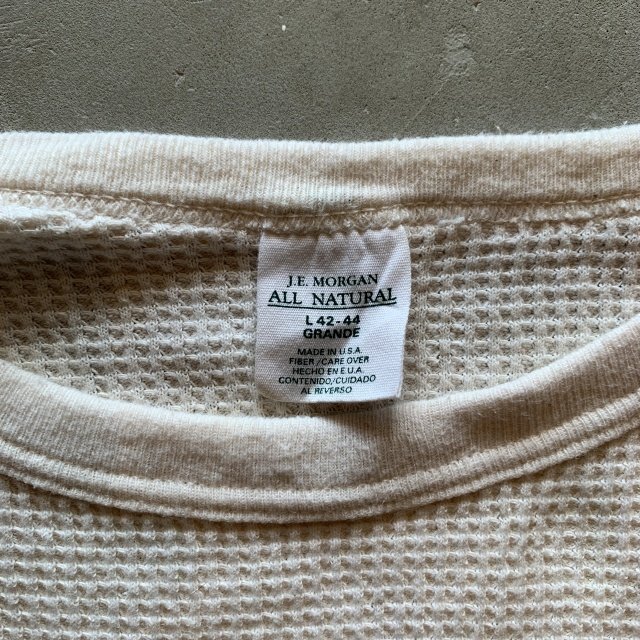 J.E. MORGAN
ALL NATURAL
L 42-44
GRANDE
MADE IN U.S.A.
FIBER/CARE OVER
HECHO EN E.U.A.
CONTENIDO/CUIDADO
AL REVERSO